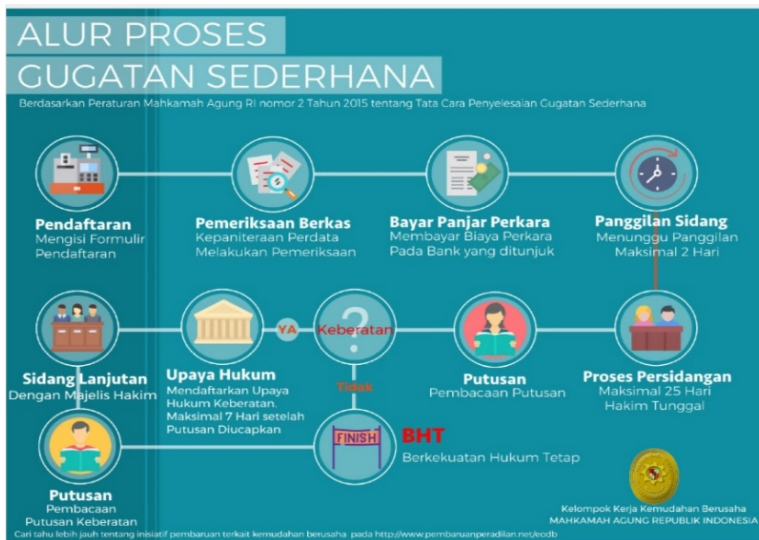 ALUR PROSES
GUGATAN SEDERHANA
Berdasarkan Peraturan Mahkamah Agung RI nomor 2 Tahun 2015 tentang Tata Cara Penyelesaian Gugatan Sederhana
Pendaftaran
Mengisi Formulir
Pendaftaran
Pemeriksaan Berkas
Kepaniteraan Perdata
Melakukan Pemeriksaan
Bayar Panjar Perkara
Membayar Biaya Perkara
Pada Bank yang ditunjuk
Panggilan Sidang
Menunggu Panggilan
Maksimal 2 Hari
Proses Persidangan
Maksimal 25 Hari
Hakim Tunggal
Putusan
Pembacaan Putusan
?
Keberatan
YA
Tidak
Upaya Hukum
Mendaftarkan Upaya
Hukum Keberatan.
Maksimal 7 Hari setelah
Putusan Diucapkan
Sidang Lanjutan
Dengan Majelis Hakim
Putusan
Pembacaan
Putusan Keberatan
FINISH
BHT
Berkekuatan Hukum Tetap
Kelompok Kerja Kemudahan Berusaha
MAHKAMAH AGUNG REPUBLIK INDONESIA
Cari tahu lebih jauh tentang inisiatif pembaruan terkait kemudahan berusaha pada http://www.pembaruanperadilan.net/eodb